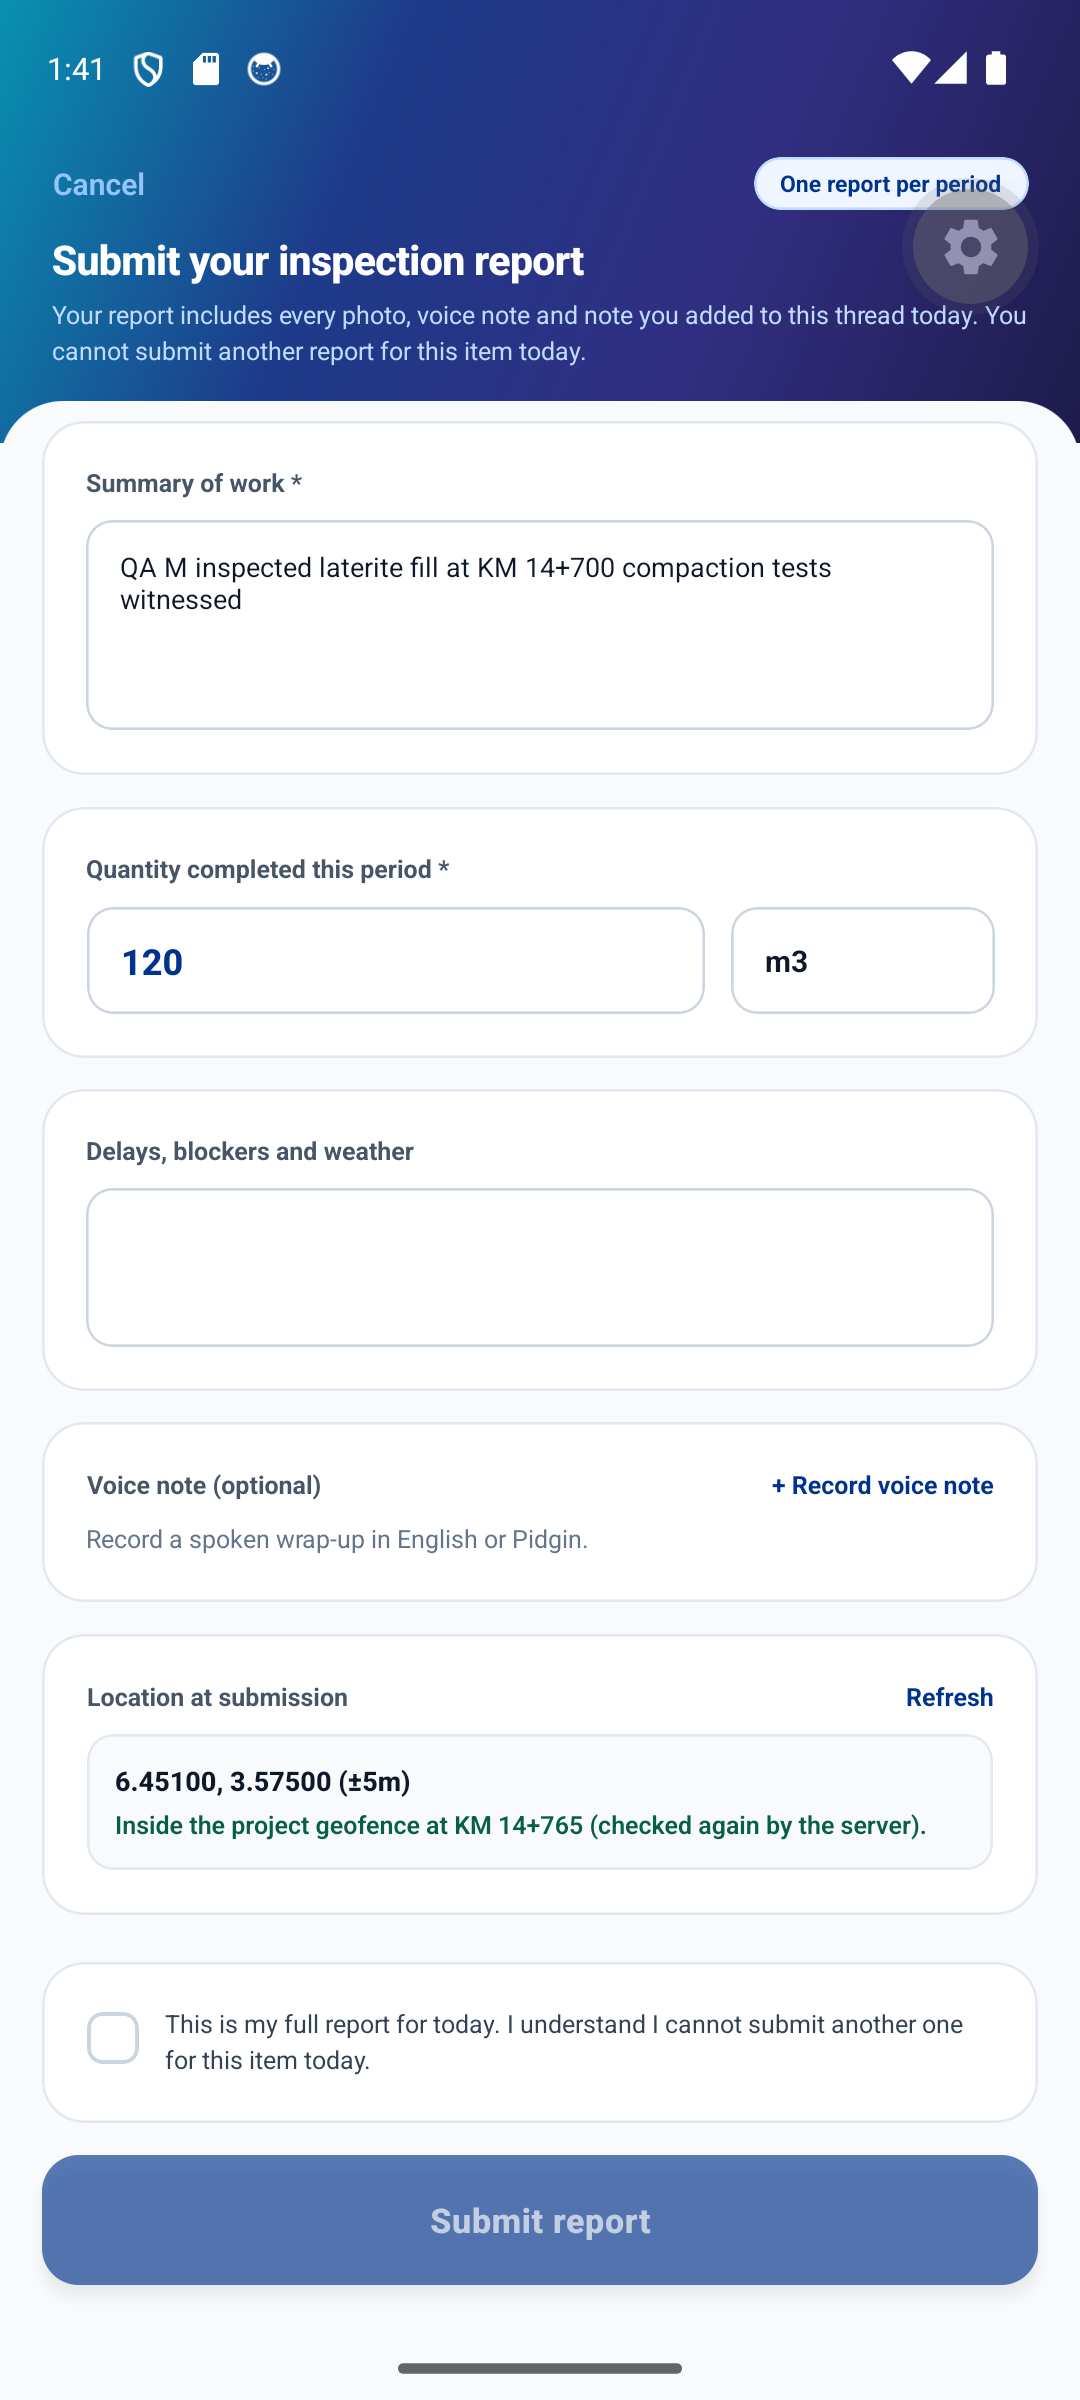 1:41
Cancel
One report per period
Submit your inspection report
Your report includes every photo, voice note and note you added to this thread today. You
cannot submit another report for this item today.
Summary of work *
QA M inspected laterite fill at KM 14+700 compaction tests
witnessed
Quantity completed this period *
120
m3
Delays, blockers and weather
Voice note (optional)
+ Record voice note
Record a spoken wrap-up in English or Pidgin.
Location at submission
Refresh
6.45100, 3.57500 (±5m)
Inside the project geofence at KM 14+765 (checked again by the server).
This is my full report for today. I understand I cannot submit another one
for this item today.
Submit report